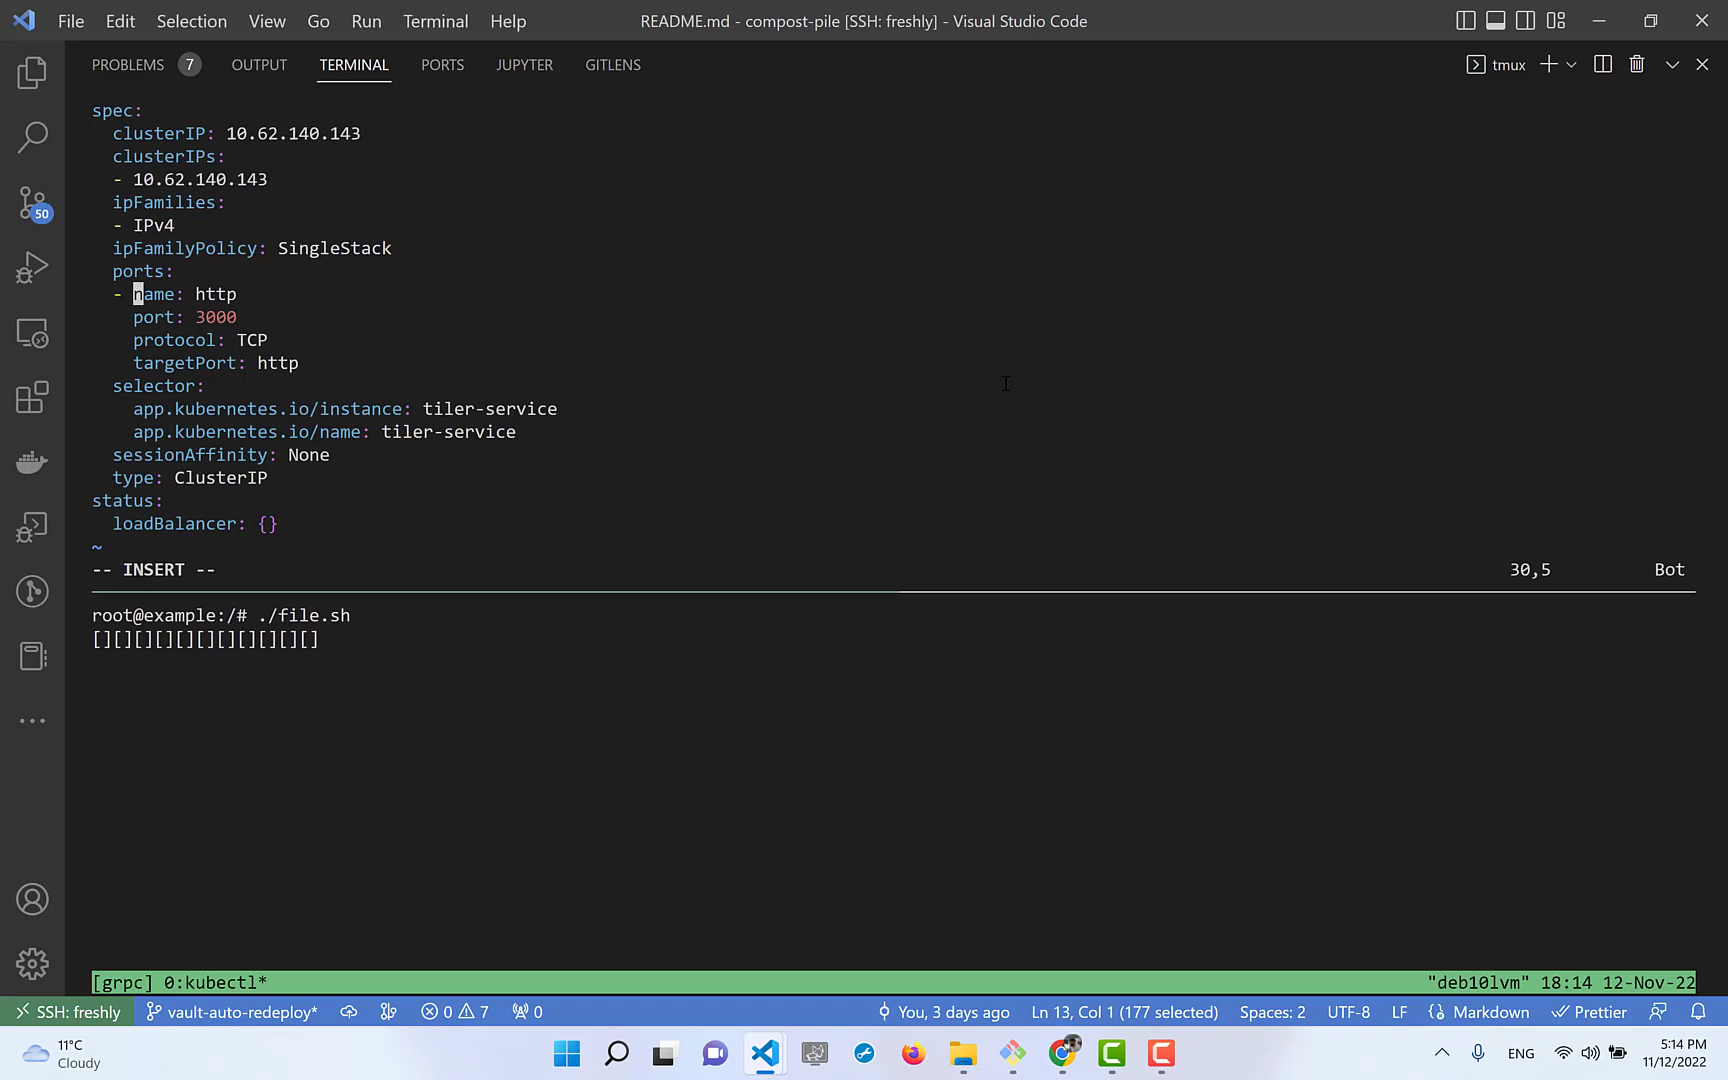 File Edit Selection View Go Run Terminal Help README.md - compost-pile [SSH: freshly] - Visual Studio Code
PROBLEMS 7 OUTPUT TERMINAL PORTS JUPYTER GITLENS tmux
spec:
  clusterIP: 10.62.140.143
  clusterIPs:
  - 10.62.140.143
  ipFamilies:
  - IPv4
  ipFamilyPolicy: SingleStack
  ports:
  - name: http
    port: 3000
    protocol: TCP
    targetPort: http
  selector:
    app.kubernetes.io/instance: tiler-service
    app.kubernetes.io/name: tiler-service
  sessionAffinity: None
  type: ClusterIP
status:
  loadBalancer: {}
~
-- INSERT -- 30,5 Bot
root@example:/# ./file.sh
[][][][][][][][][][][]
50
[grpc] 0:kubectl* "deb10lvm" 18:14 12-Nov-22
SSH: freshly vault-auto-redeploy* 0 7 0 You, 3 days ago Ln 13, Col 1 (177 selected) Spaces: 2 UTF-8 LF Markdown Prettier
11°C
Cloudy
ENG
5:14 PM
11/12/2022